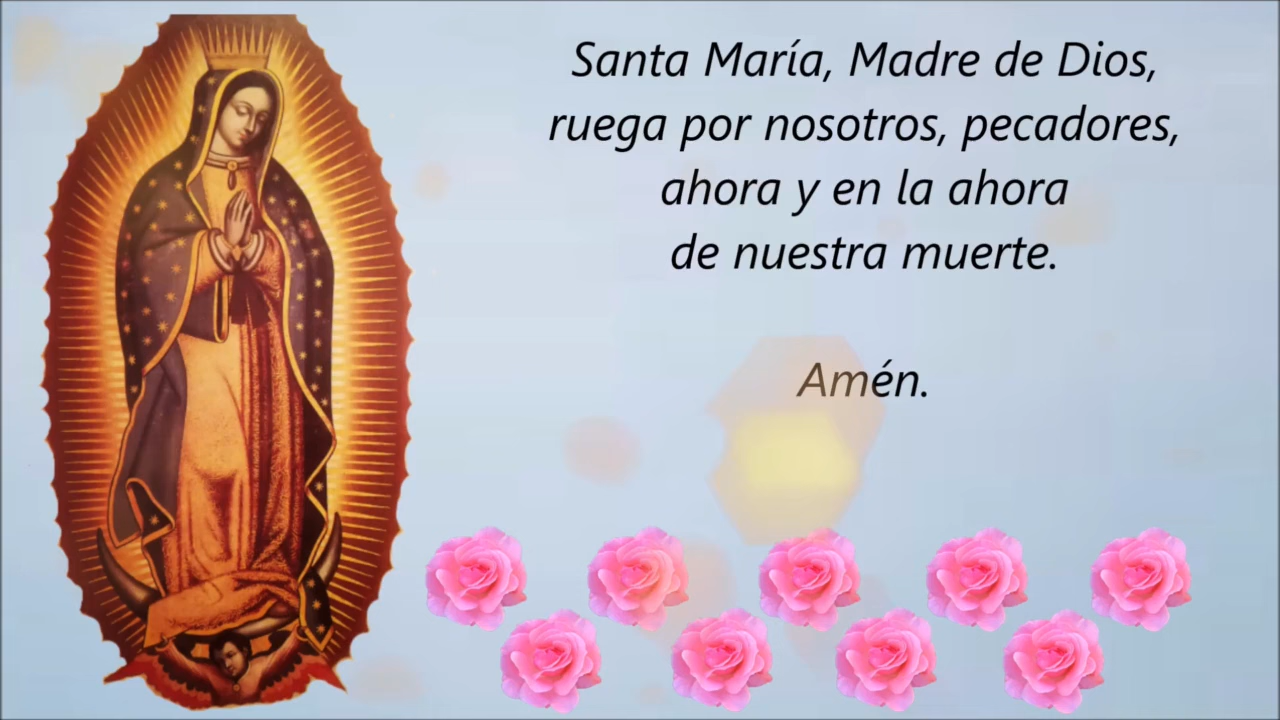 Santa María, Madre de Dios,
ruega por nosotros, pecadores,
ahora y en la ahora
de nuestra muerte.
Amén.